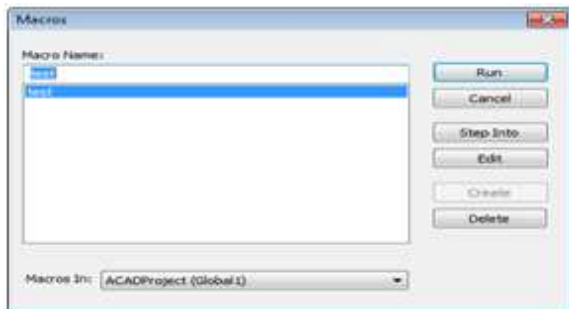 Macros
Macro Name:
test
test
Run
Cancel
Step Into
Edit
Create
Delete
Macros In: ACADProject (Global1)